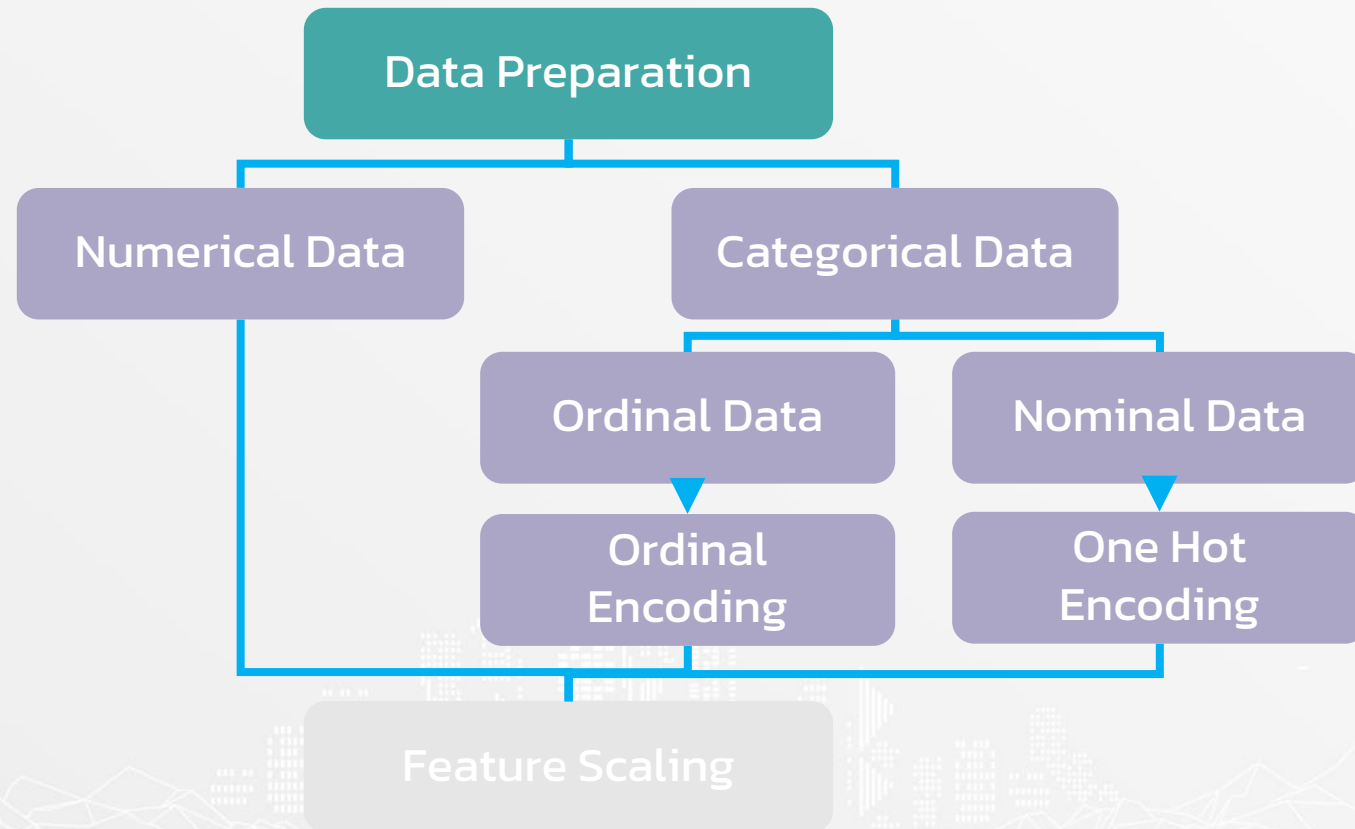 Data Preparation
Numerical Data
Categorical Data
Ordinal Data
Nominal Data
Ordinal
Encoding
One Hot
Encoding
Feature Scaling